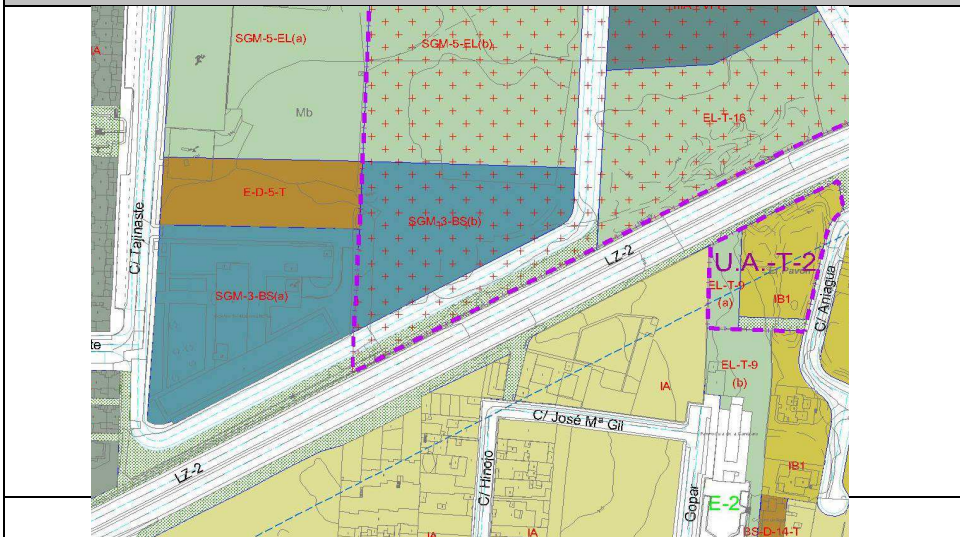 SGM-5-EL(a)
SGM-5-EL(b)
IA
Mb
EL-T-16
E-D-5-T
SGM-3-BS(b)
C/ Tajinaste
LZ-2
U.A.-T-2
EL-T-9
(a)
IB1
C/ Aniagua
SGM-3-BS(a)
te
EL-T-9
(b)
IA
C/ José Mª Gil
LZ-2
C/ Hinojo
Gopar
IB1
E-2
BS-D-14-T
IA
IA